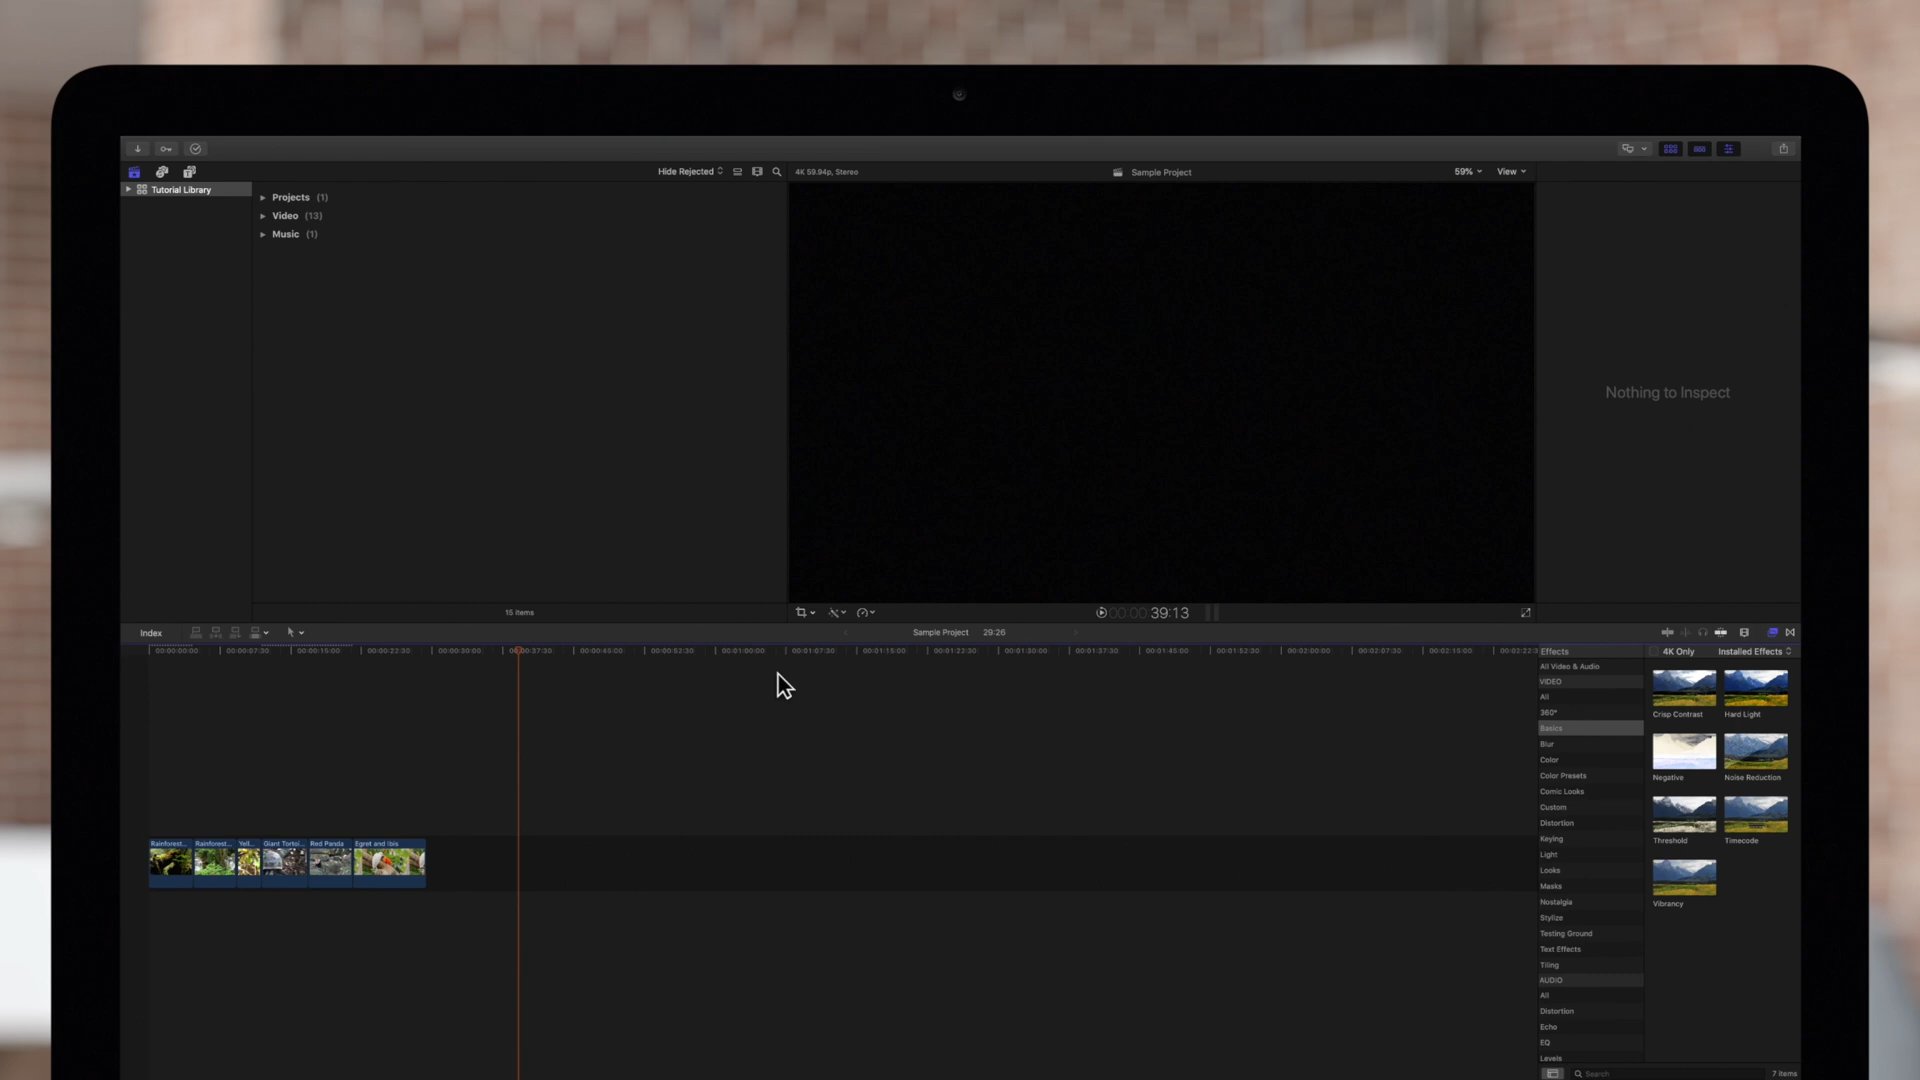 Hide Rejected
4K 59.94p, Stereo
Sample Project
59%
View
Tutorial Library
Projects (1)
Video (13)
Music (1)
Nothing to Inspect
15 items
00:00:00 39:13
Index
Sample Project 29:26
00:00:00:00
00:00:07:30
00:00:15:00
00:00:22:30
00:00:30:00
00:00:37:30
00:00:45:00
00:00:52:30
00:01:00:00
00:01:07:30
00:01:15:00
00:01:22:30
00:01:30:00
00:01:37:30
00:01:45:00
00:01:52:30
00:02:00:00
00:02:07:30
00:02:15:00
00:02:22:3
Rainforest...
Rainforest...
Yell...
Giant Tortoi...
Red Panda
Egret and Ibis
Effects
4K Only
Installed Effects
All Video & Audio
VIDEO
All
360°
Basics
Blur
Color
Color Presets
Comic Looks
Custom
Distortion
Keying
Light
Looks
Masks
Nostalgia
Stylize
Testing Ground
Text Effects
Tiling
AUDIO
All
Distortion
Echo
EQ
Levels
Crisp Contrast
Hard Light
Negative
Noise Reduction
Threshold
Timecode
Vibrancy
Search
7 items